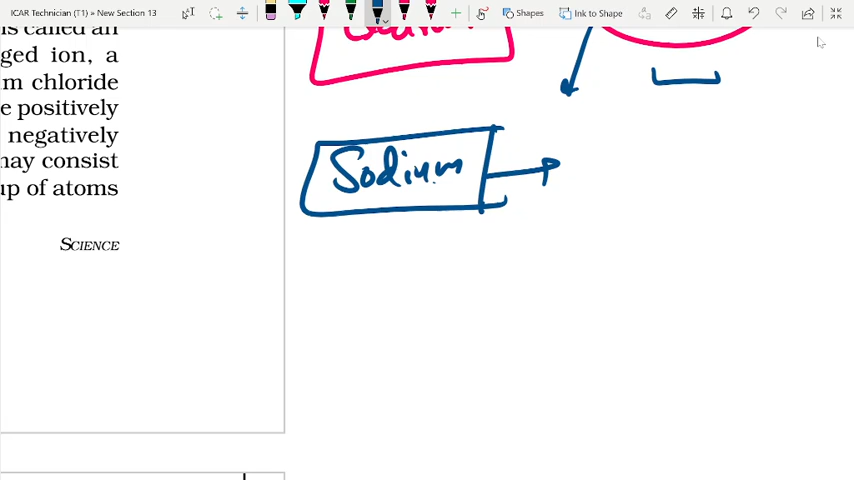 ICAR Technician (T1) » New Section 13
Shapes
Ink to Shape
is called an
ged ion, a
m chloride
e positively
negatively
may consist
up of atoms
SCIENCE
Sodium